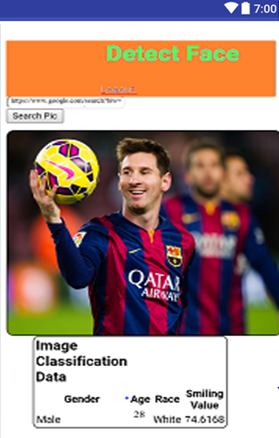 7:00
Detect Face
Logout
https://www.google.com/search?biw=
Search Pic
QATAR
AIRWAYS
Image
Classification
Data
Gender Age Race Smiling
Value
Male 28 White 74.6168